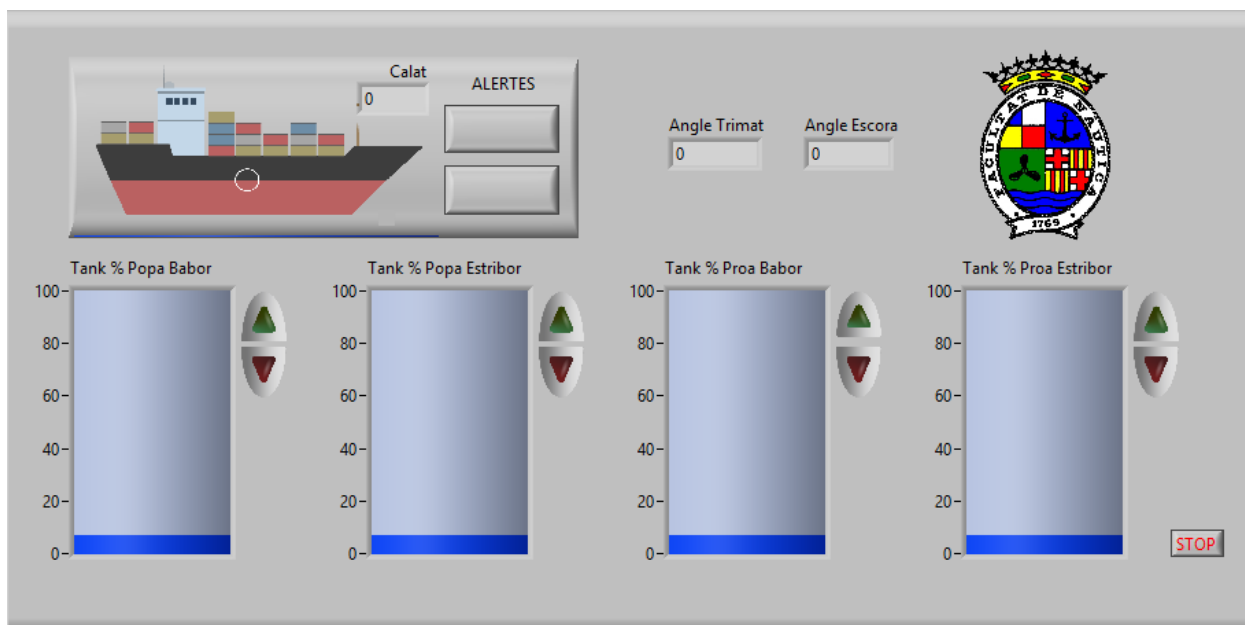 Calat
0
ALERTES
Angle Trimat
0
Angle Escora
0
FACULTAT DE NAUTICA
1769
Tank % Popa Babor
100
80
60
40
20
0
Tank % Popa Estribor
100
80
60
40
20
0
Tank % Proa Babor
100
80
60
40
20
0
Tank % Proa Estribor
100
80
60
40
20
0
STOP